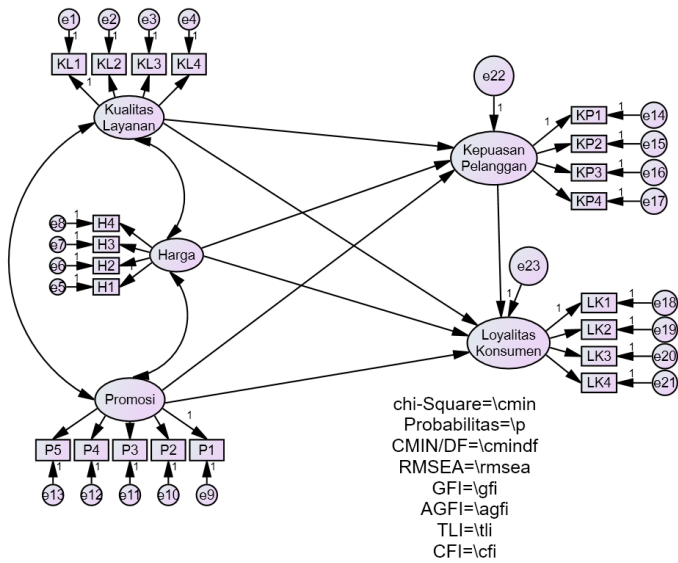 e1 e2 e3 e4
1 1 1 1
KL1 KL2 KL3 KL4
1
Kualitas
Layanan
e22
1
Kepuasan
Pelanggan
1
KP1 1 e14
KP2 1 e15
KP3 1 e16
KP4 1 e17
e8 1 H4
e7 1 H3
e6 1 H2
e5 1 H1
1
Harga
e23
1
Loyalitas
Konsumen
1
LK1 1 e18
LK2 1 e19
LK3 1 e20
LK4 1 e21
Promosi
1
P5 P4 P3 P2 P1
1 1 1 1 1
e13 e12 e11 e10 e9
chi-Square=\cmin
Probabilitas=\p
CMIN/DF=\cmindf
RMSEA=\rmsea
GFI=\gfi
AGFI=\agfi
TLI=\tli
CFI=\cfi